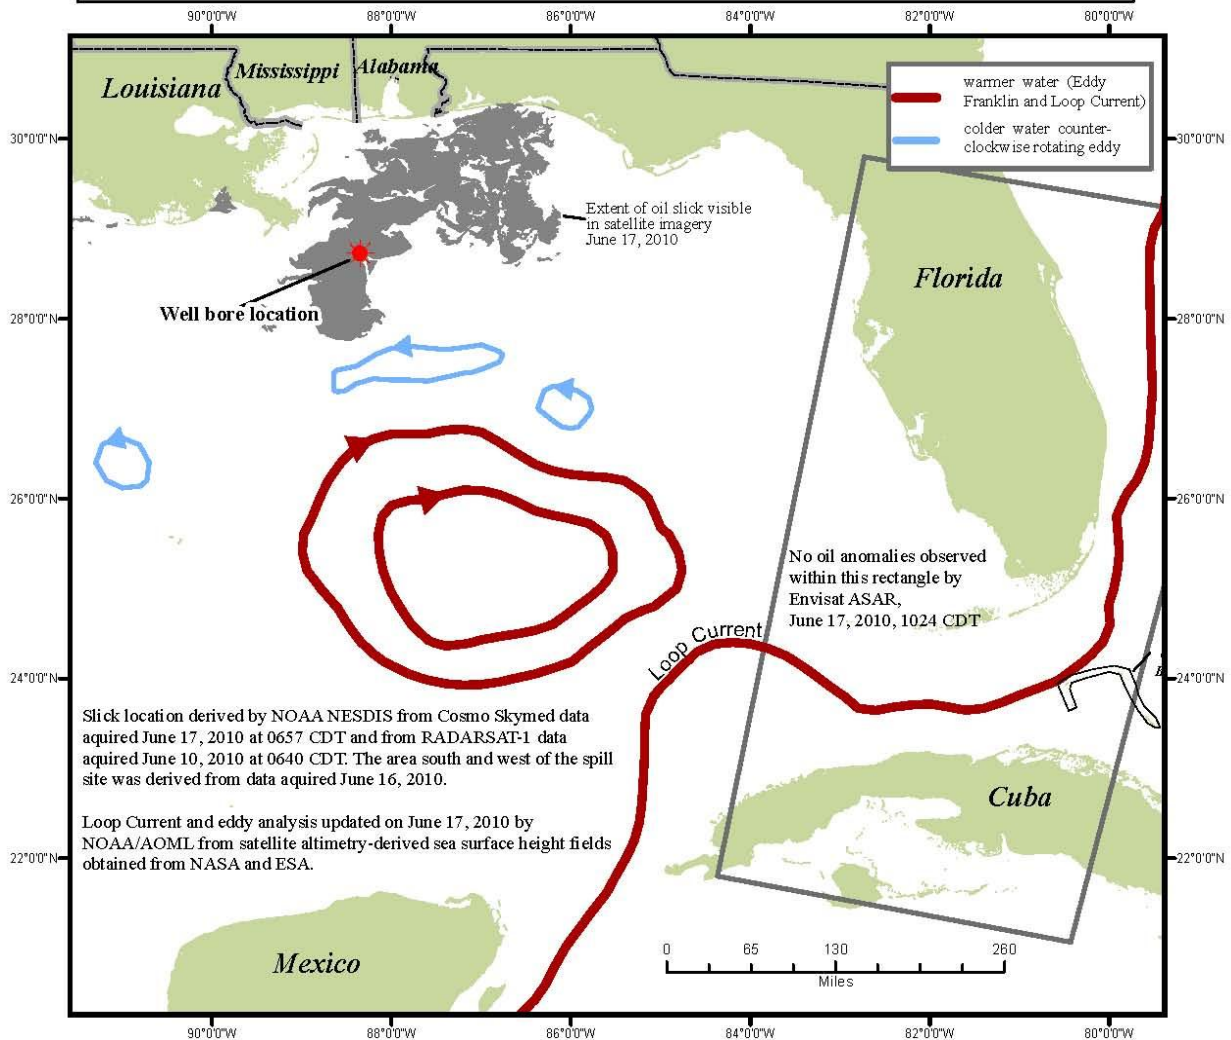 90°0'0"W 88°0'0"W 86°0'0"W 84°0'0"W 82°0'0"W 80°0'0"W
Louisiana
Mississippi
Alabama
warmer water (Eddy
Franklin and Loop Current)
colder water counter-
clockwise rotating eddy
30°0'0"N
30°0'0"N
Extent of oil slick visible
in satellite imagery
June 17, 2010
Florida
Well bore location
28°0'0"N
28°0'0"N
26°0'0"N
26°0'0"N
No oil anomalies observed
within this rectangle by
Envisat ASAR,
June 17, 2010, 1024 CDT
Loop Current
24°0'0"N
24°0'0"N
Slick location derived by NOAA NESDIS from Cosmo Skymed data
aquired June 17, 2010 at 0657 CDT and from RADARSAT-1 data
aquired June 10, 2010 at 0640 CDT. The area south and west of the spill
site was derived from data aquired June 16, 2010.
Cuba
Loop Current and eddy analysis updated on June 17, 2010 by
NOAA/AOML from satellite altimetry-derived sea surface height fields
obtained from NASA and ESA.
22°0'0"N
22°0'0"N
Mexico
0 65 130 260
Miles
90°0'0"W 88°0'0"W 86°0'0"W 84°0'0"W 82°0'0"W 80°0'0"W